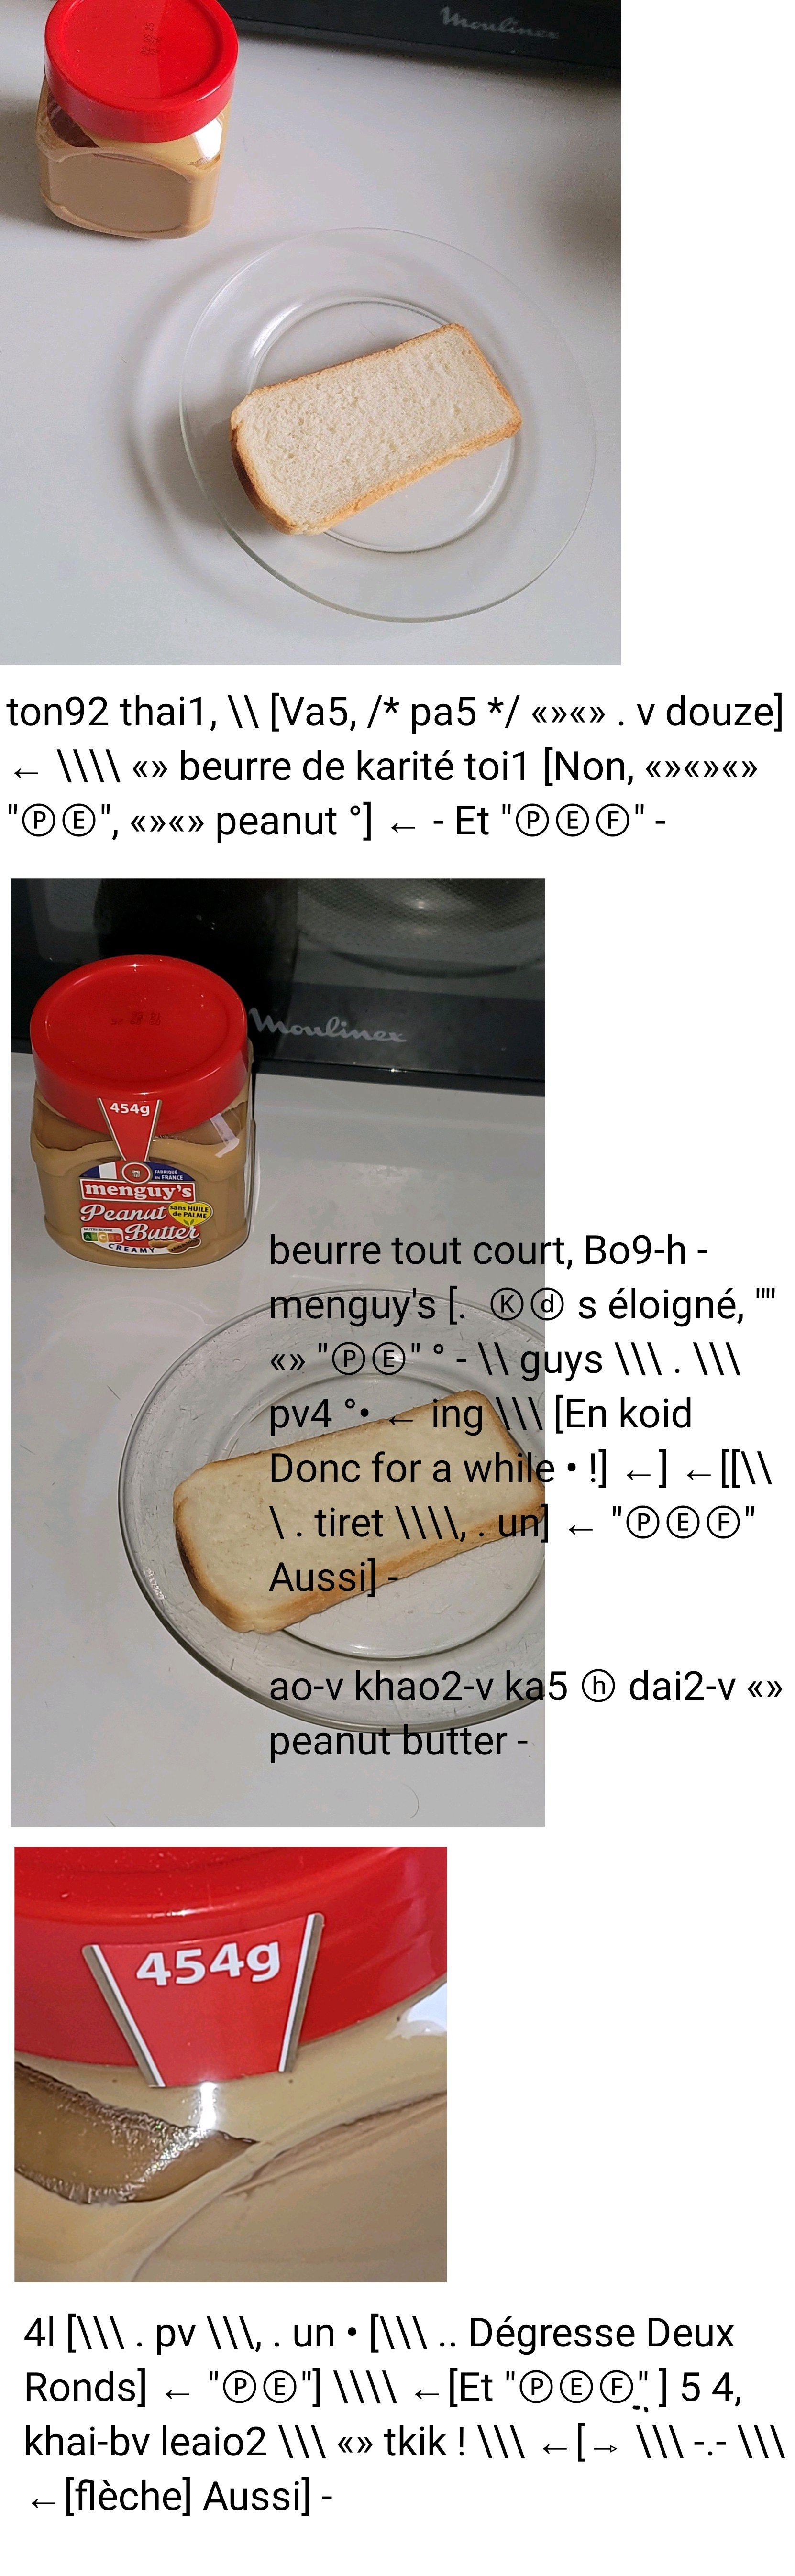 Moulinex
ton92 thai1, \\ [Va5, /* pa5 */ «»«» . v douze]
← \\\\ «» beurre de karité toi1 [Non, «»«»«»
"ⓅⒺ", «»«» peanut °] ← - Et "ⓅⒺⒻ" -
Moulinex
454g
FABRIQUÉ
EN FRANCE
menguy's
Peanut
sans HUILE
de PALME
Butter
CREAMY
beurre tout court, Bo9-h -
menguy's [. Ⓚⓓ s éloigné, ""
«» "ⓅⒺ" ° - \\ guys \\\ . \\\
pv4 °• ← ing \\\ [En koid
Donc for a while • !] ←] ←[[\\
\ . tiret \\\\, . un] ← "ⓅⒺⒻ"
Aussi] -
ao-v khao2-v ka5 ⓗ dai2-v «»
peanut butter -
454g
4l [\\\ . pv \\\, . un • [\\\ .. Dégresse Deux
Ronds] ← "ⓅⒺ"] \\\\ ←[Et "ⓅⒺⒻ" ] 5 4,
khai-bv leaio2 \\\ «» tkik ! \\\ ←[→ \\\ -.- \\\
←[flèche] Aussi] -